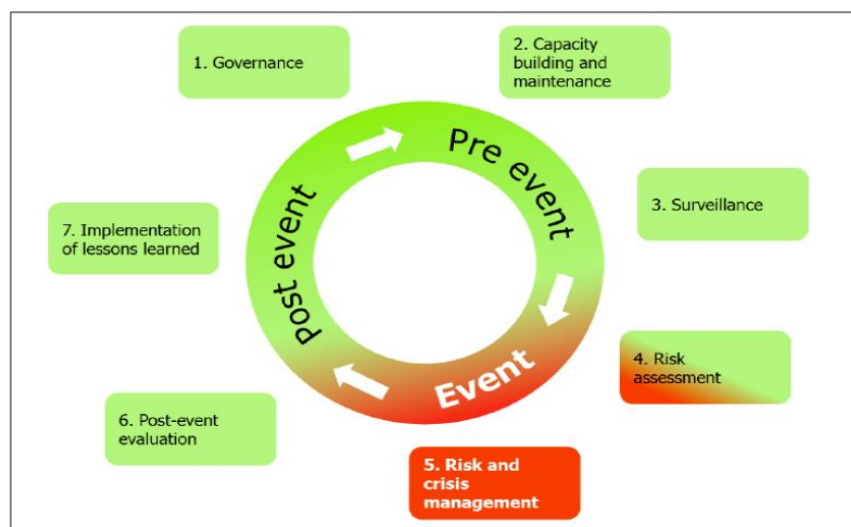 1. Governance
2. Capacity
building and
maintenance
Pre event
3. Surveillance
4. Risk
assessment
Event
5. Risk and
crisis
management
6. Post-event
evaluation
Post event
7. Implementation
of lessons learned